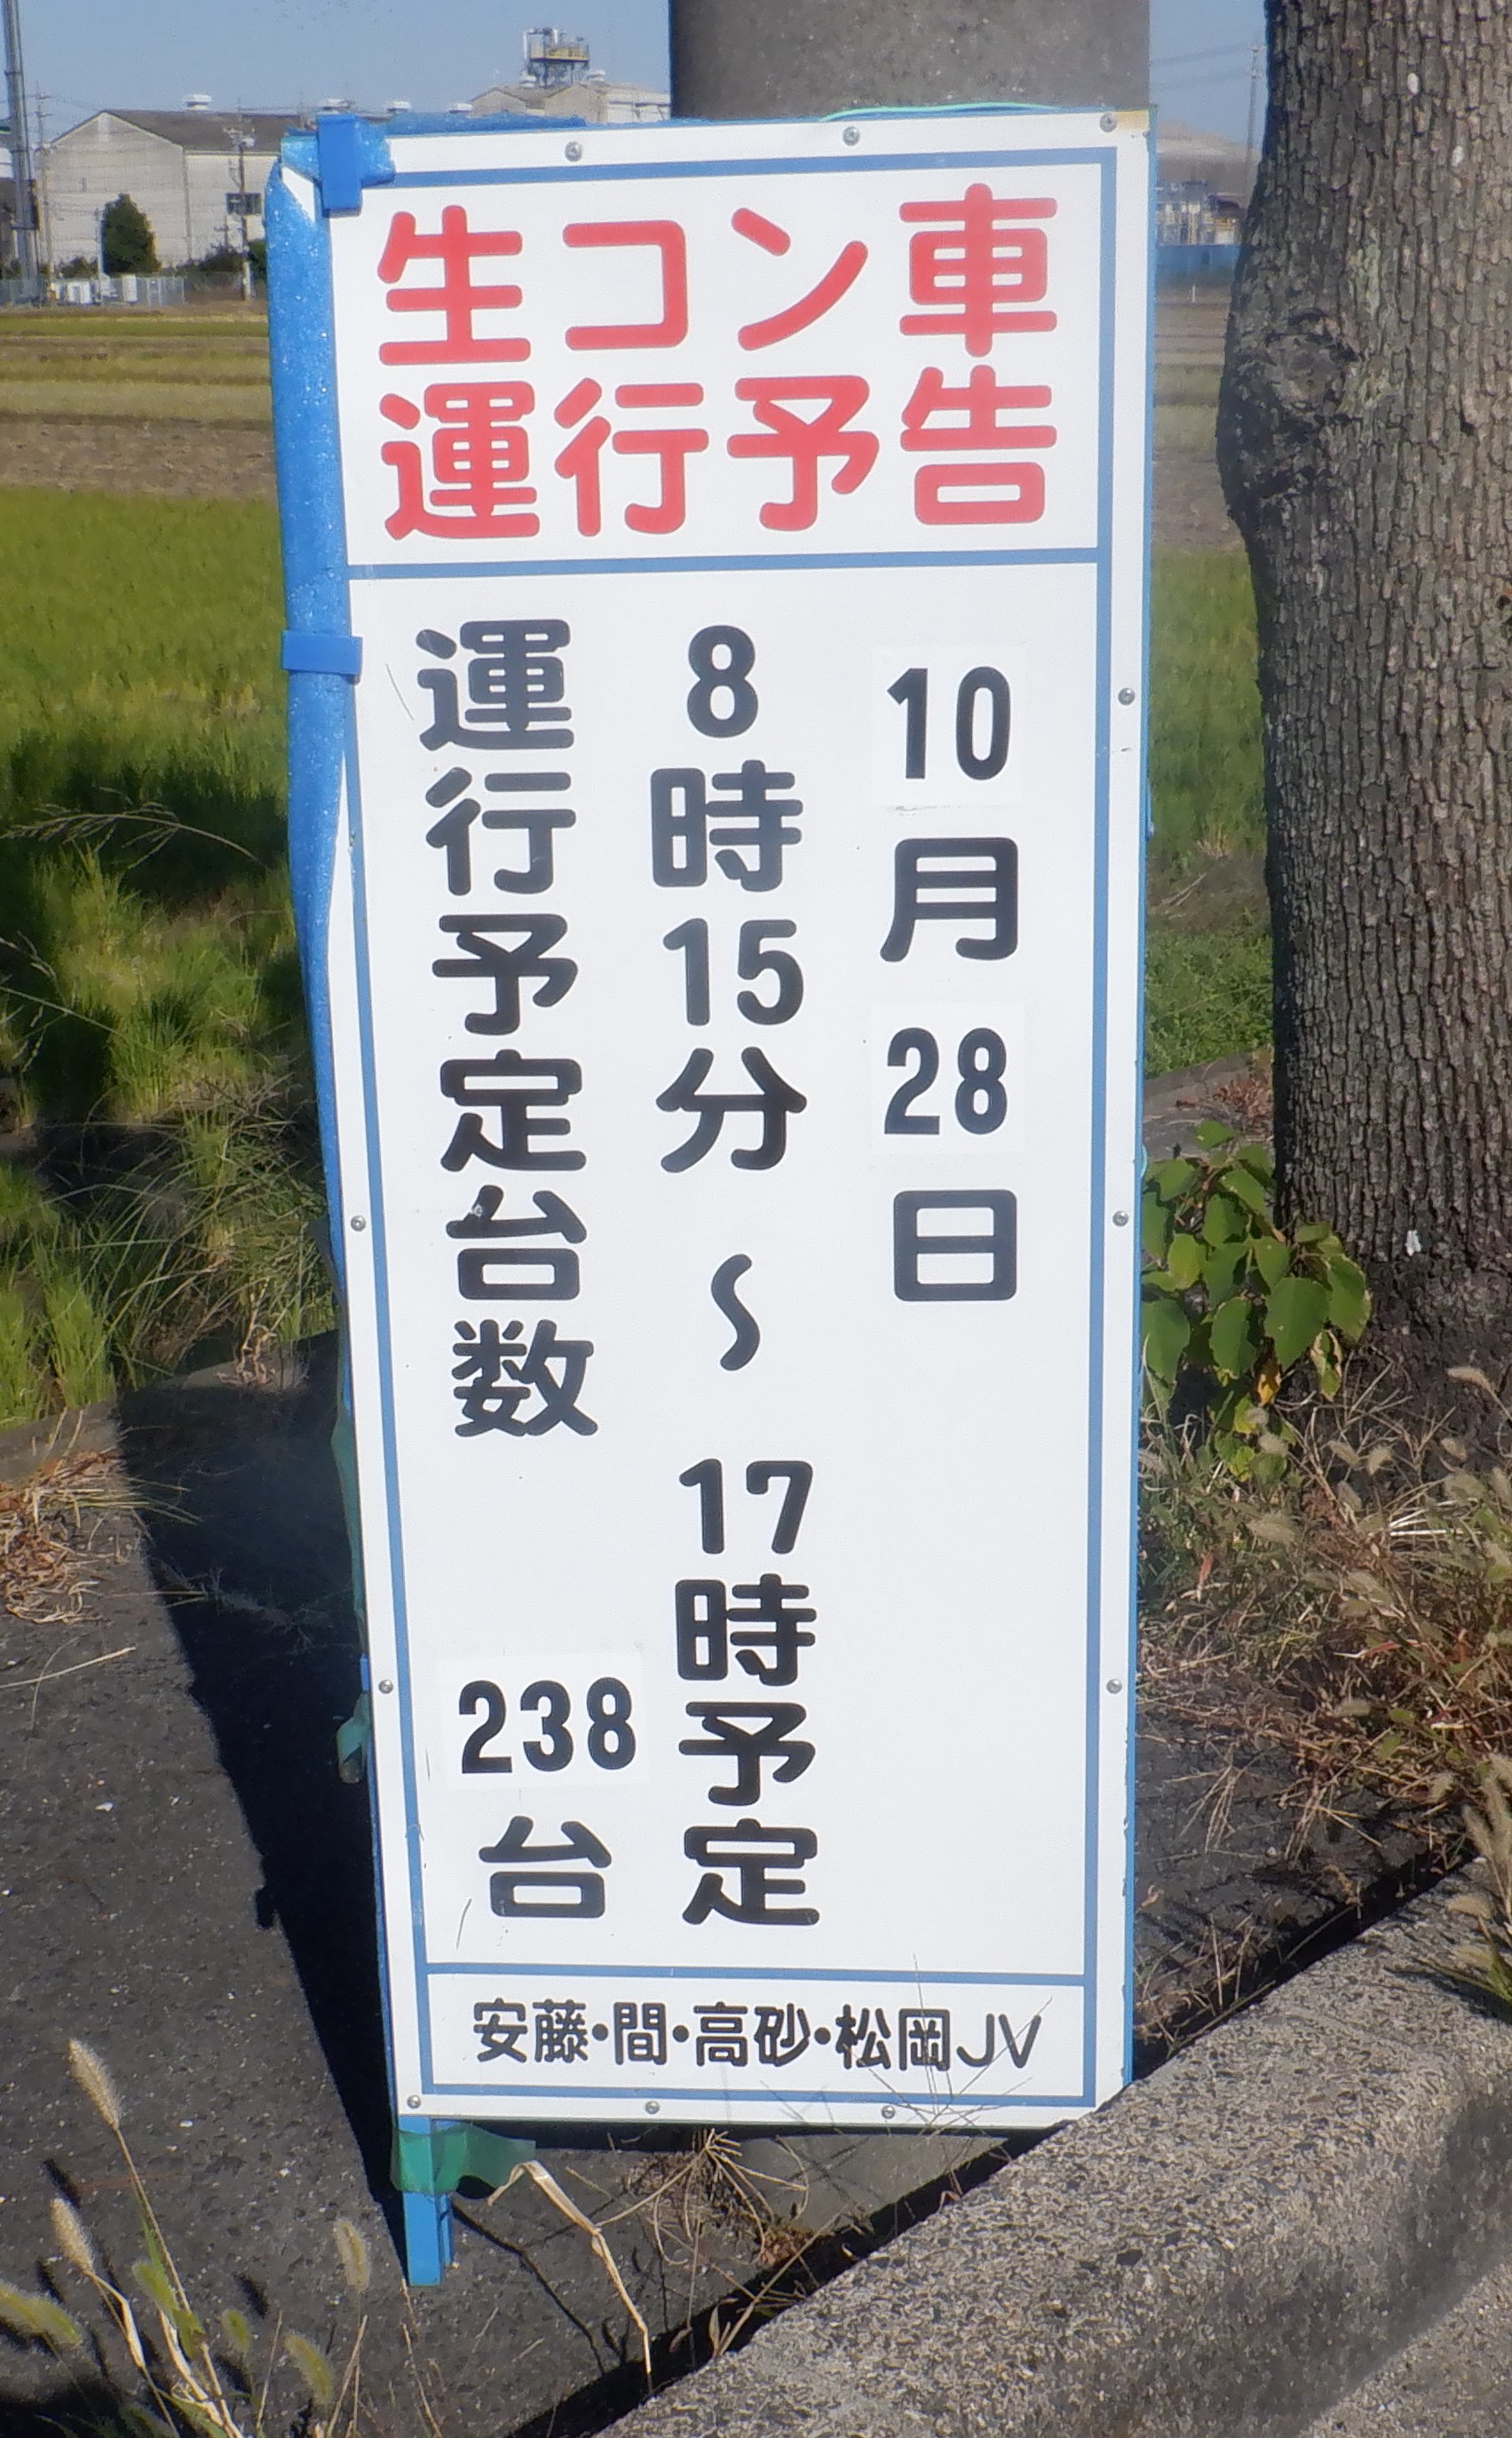 生コン車
運行予告
10月28日
8時15分～17時予定
運行予定台数 238台
安藤・間・高砂・松岡JV